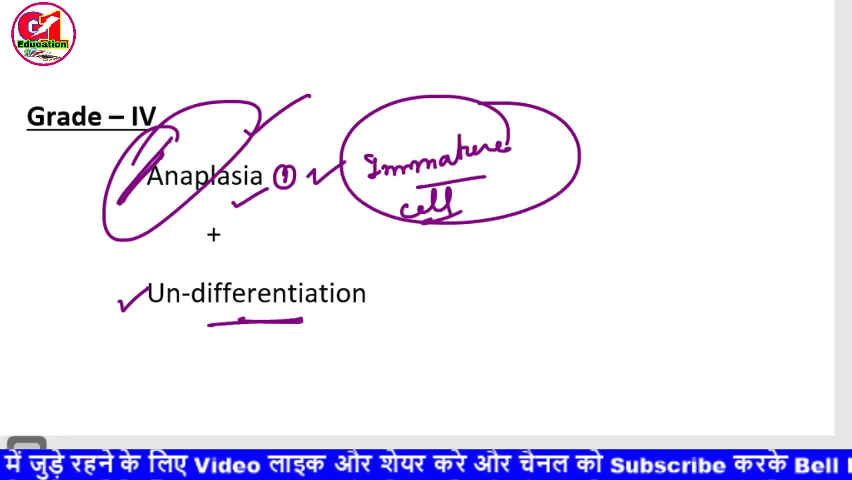 GI
Education
Grade – IV
Anaplasia ① Immature
cell
+
Un-differentiation
में जुड़े रहने के लिए Video लाइक और शेयर करे और चैनल को Subscribe करके Bell